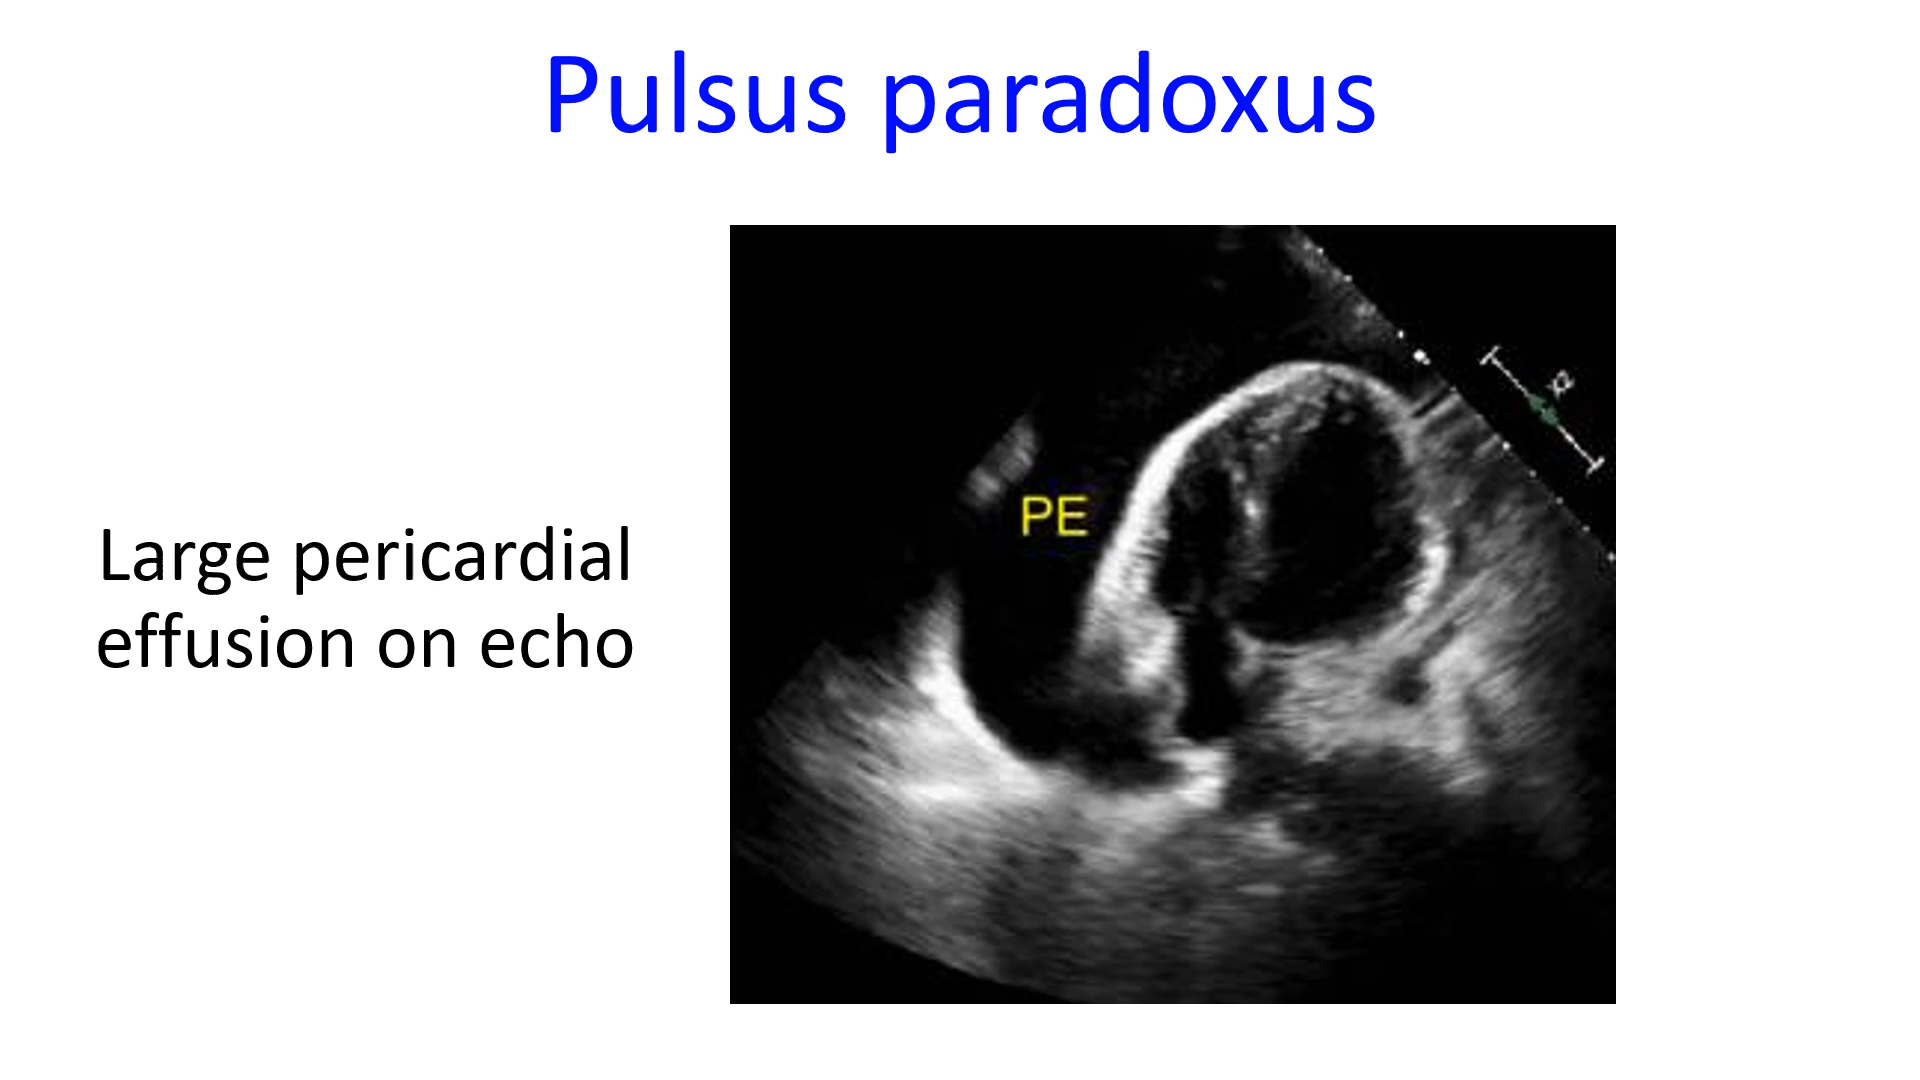 Pulsus paradoxus
Large pericardial
effusion on echo
PE